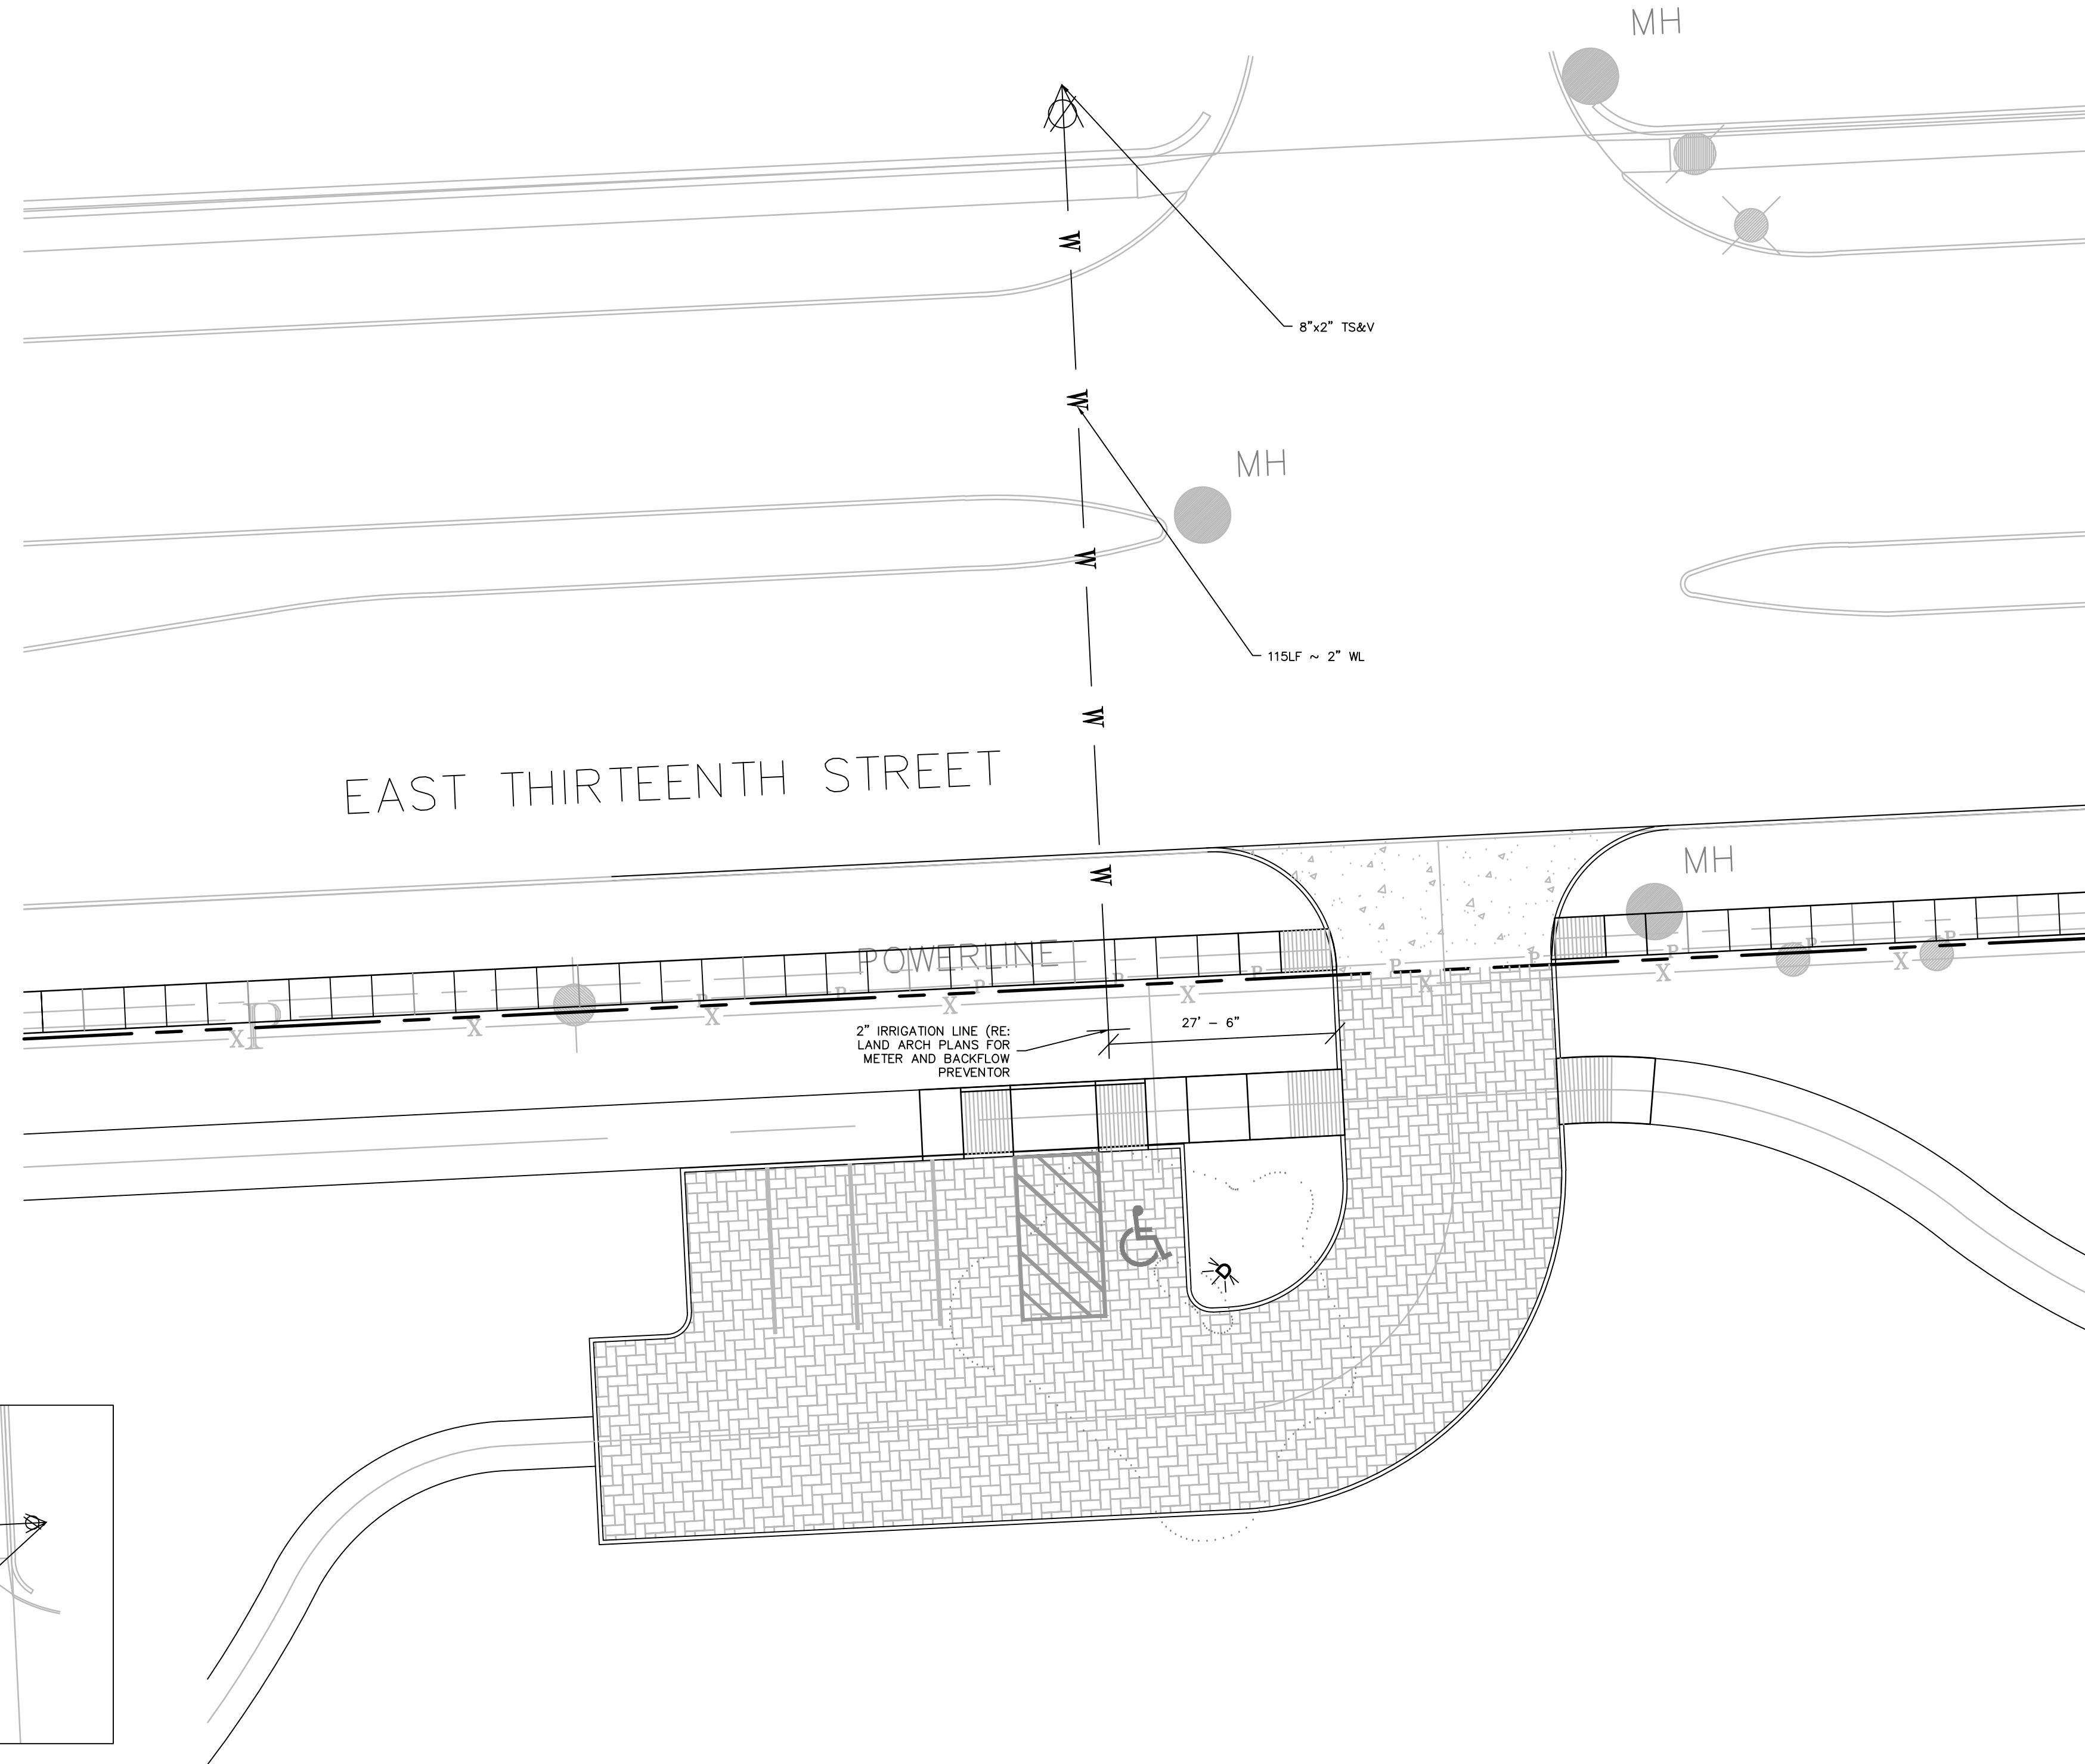 MH
W
8"x2" TS&V
W
MH
W
115LF ~ 2" WL
W
EAST THIRTEENTH STREET
W
MH
POWERLINE
P
P
P
P
P
P
P
P
P
P
P
X
X
X
X
X
X
X
X
2" IRRIGATION LINE (RE:
LAND ARCH PLANS FOR
METER AND BACKFLOW
PREVENTOR
27' - 6"